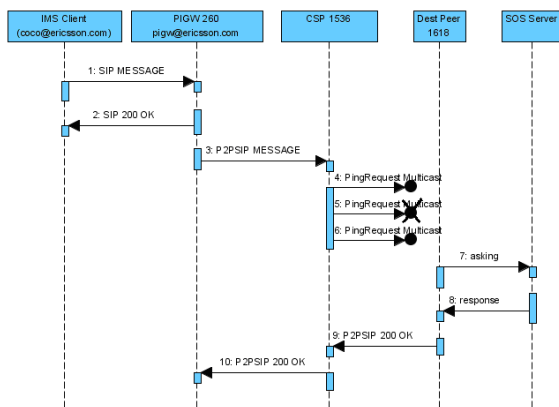 IMS Client
(coco@ericsson.com)
PIGW 260
pigw@ericsson.com
CSP 1536
Dest Peer
1618
SOS Server
1: SIP MESSAGE
2: SIP 200 OK
3: P2PSIP MESSAGE
4: PingRequest Multicast
5: PingRequest Multicast
6: PingRequest Multicast
7: asking
8: response
9: P2PSIP 200 OK
10: P2PSIP 200 OK